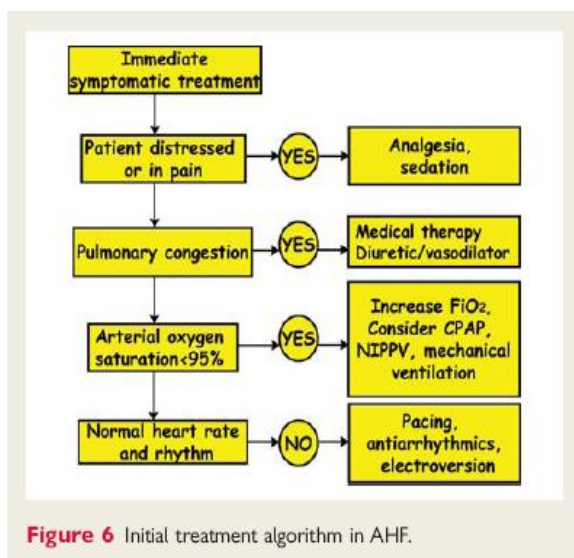 Immediate
symptomatic treatment
Patient distressed
or in pain
YES
Analgesia,
sedation
Pulmonary congestion
YES
Medical therapy
Diuretic/vasodilator
Arterial oxygen
saturation<95%
YES
Increase FiO₂,
Consider CPAP,
NIPPV, mechanical
ventilation
Normal heart rate
and rhythm
NO
Pacing,
antiarrhythmics,
electroversion
Figure 6 Initial treatment algorithm in AHF.